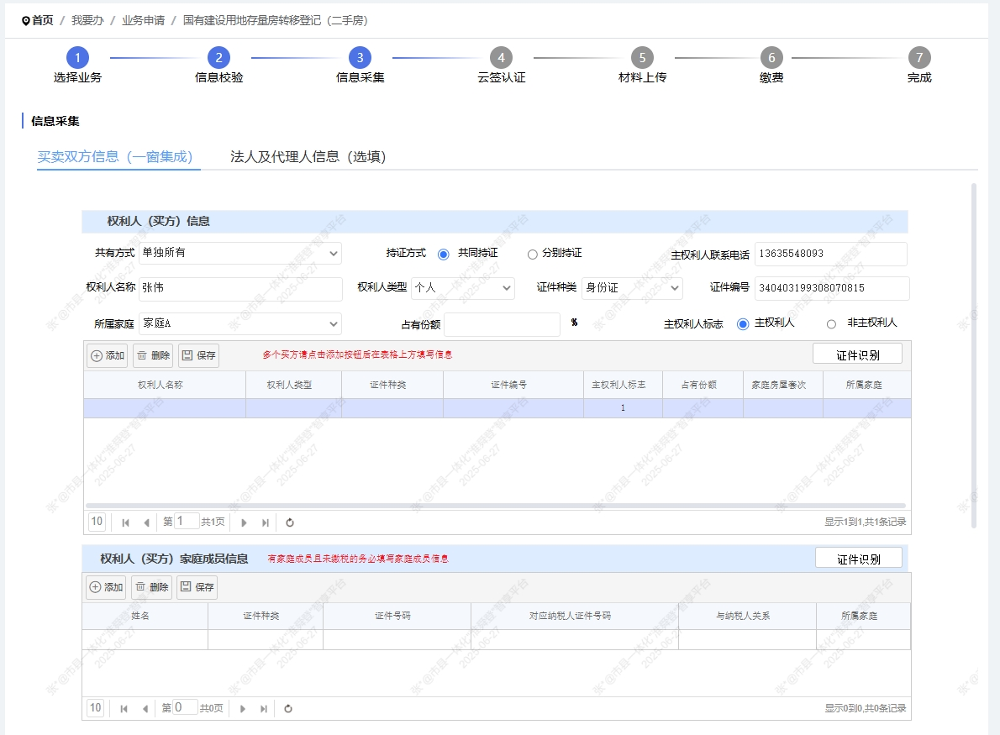 首页 / 我要办 / 业务申请 / 国有建设用地存量房转移登记（二手房）
1 2 3 4 5 6 7
选择业务 信息校验 信息采集 云签认证 材料上传 缴费 完成
信息采集
买卖双方信息（一窗集成） 法人及代理人信息（选填）
权利人（买方）信息
共有方式 单独所有 持证方式 共同持证 分别持证 主权利人联系电话 13635548093
权利人名称 张伟 权利人类型 个人 证件种类 身份证 证件编号 340403199308070815
所属家庭 家庭A 占有份额 % 主权利人标志 主权利人 非主权利人
添加 删除 保存 多个买方请点击添加按钮后在表格上方填写信息 证件识别
权利人名称 权利人类型 证件种类 证件编号 主权利人标志 占有份额 家庭房屋套次 所属家庭
1
10 第 1 共1页 显示1到1,共1条记录
权利人（买方）家庭成员信息 有家庭成员且未缴税的务必填写家庭成员信息 证件识别
添加 删除 保存
姓名 证件种类 证件号码 对应纳税人证件号码 与纳税人关系 所属家庭
10 第 0 共0页 显示0到0,共0条记录
张*@市县一体化"淮舜登"智享平台
2025-06-27